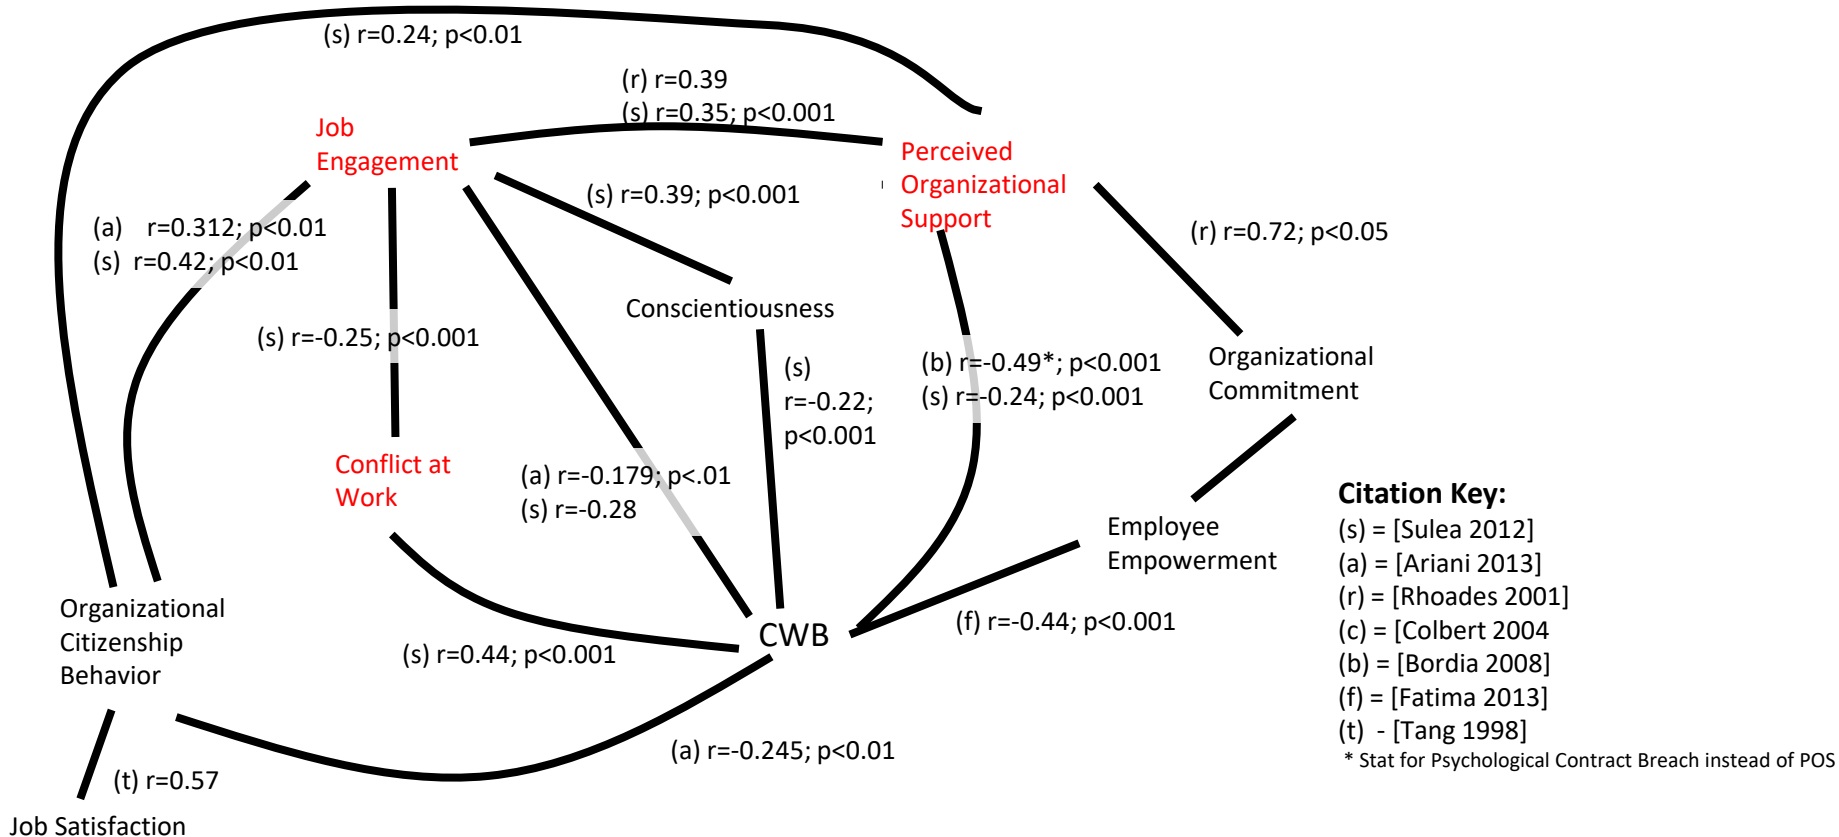 (s) r=0.24; p<0.01
(r) r=0.39
(s) r=0.35; p<0.001
Job
Engagement
Perceived
Organizational
Support
(s) r=0.39; p<0.001
(a) r=0.312; p<0.01
(s) r=0.42; p<0.01
(r) r=0.72; p<0.05
Conscientiousness
(s) r=-0.25; p<0.001
(s)
r=-0.22;
p<0.001
(b) r=-0.49*; p<0.001
(s) r=-0.24; p<0.001
Organizational
Commitment
Conflict at
Work
(a) r=-0.179; p<.01
(s) r=-0.28
Employee
Empowerment
Organizational
Citizenship
Behavior
CWB
(f) r=-0.44; p<0.001
(s) r=0.44; p<0.001
(a) r=-0.245; p<0.01
(t) r=0.57
Job Satisfaction
Citation Key:
(s) = [Sulea 2012]
(a) = [Ariani 2013]
(r) = [Rhoades 2001]
(c) = [Colbert 2004
(b) = [Bordia 2008]
(f) = [Fatima 2013]
(t) - [Tang 1998]
* Stat for Psychological Contract Breach instead of POS